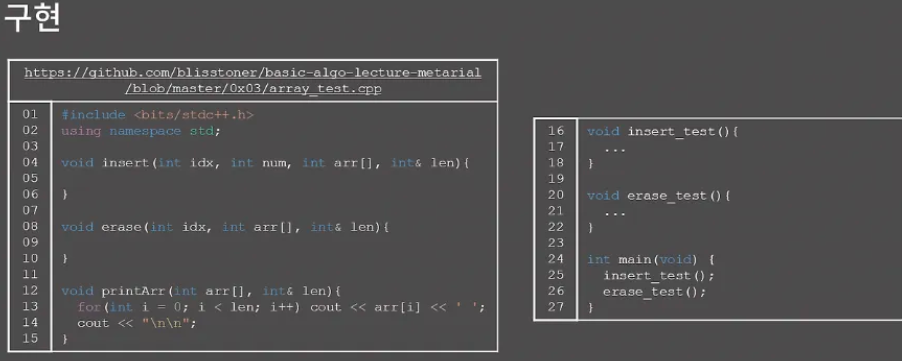 구현
https://github.com/blisstoner/basic-algo-lecture-metarial
/blob/master/0x03/array_test.cpp
01 #include <bits/stdc++.h>
02 using namespace std;
03
04 void insert(int idx, int num, int arr[], int& len){
05
06 }
07
08 void erase(int idx, int arr[], int& len){
09
10 }
11
12 void printArr(int arr[], int& len){
13   for(int i = 0; i < len; i++) cout << arr[i] << ' ';
14   cout << "\n\n";
15 }
16 void insert_test(){
17   ...
18 }
19
20 void erase_test(){
21   ...
22 }
23
24 int main(void) {
25   insert_test();
26   erase_test();
27 }